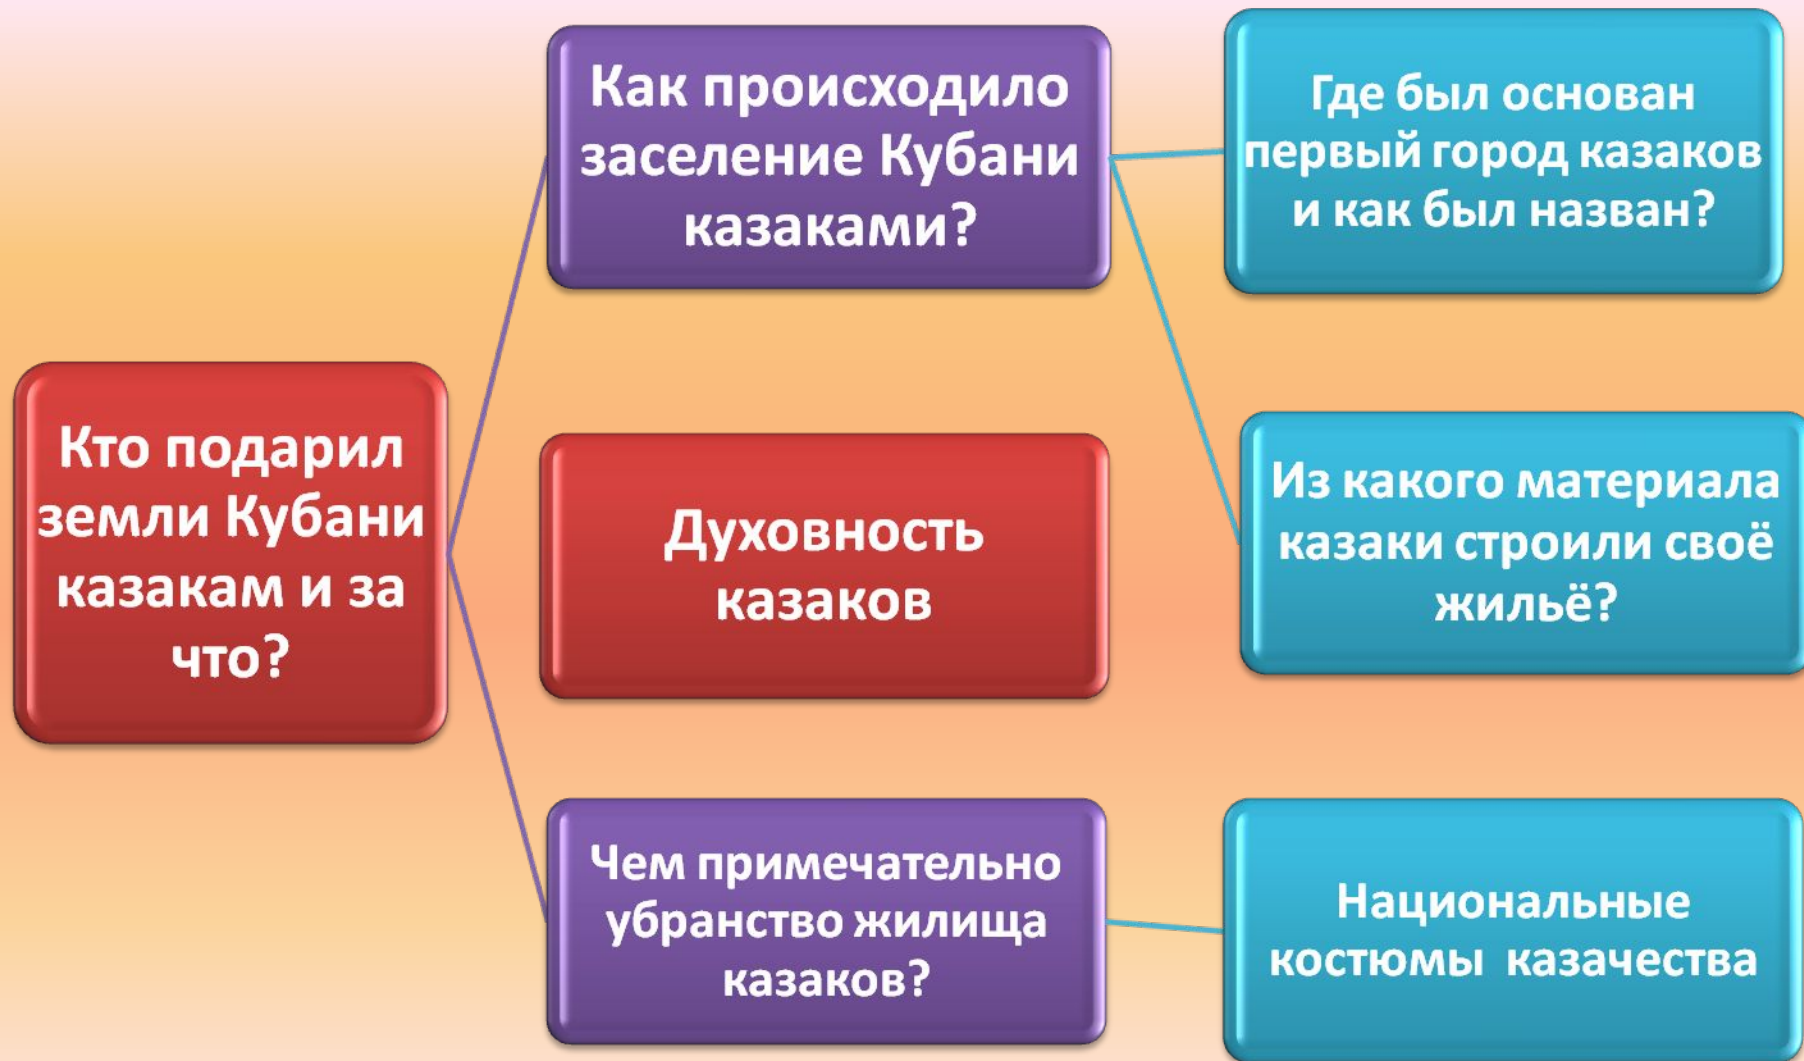 Кто подарил
земли Кубани
казакам и за
что?
Как происходило
заселение Кубани
казаками?
Духовность
казаков
Чем примечательно
убранство жилища
казаков?
Где был основан
первый город казаков
и как был назван?
Из какого материала
казаки строили своё
жильё?
Национальные
костюмы казачества